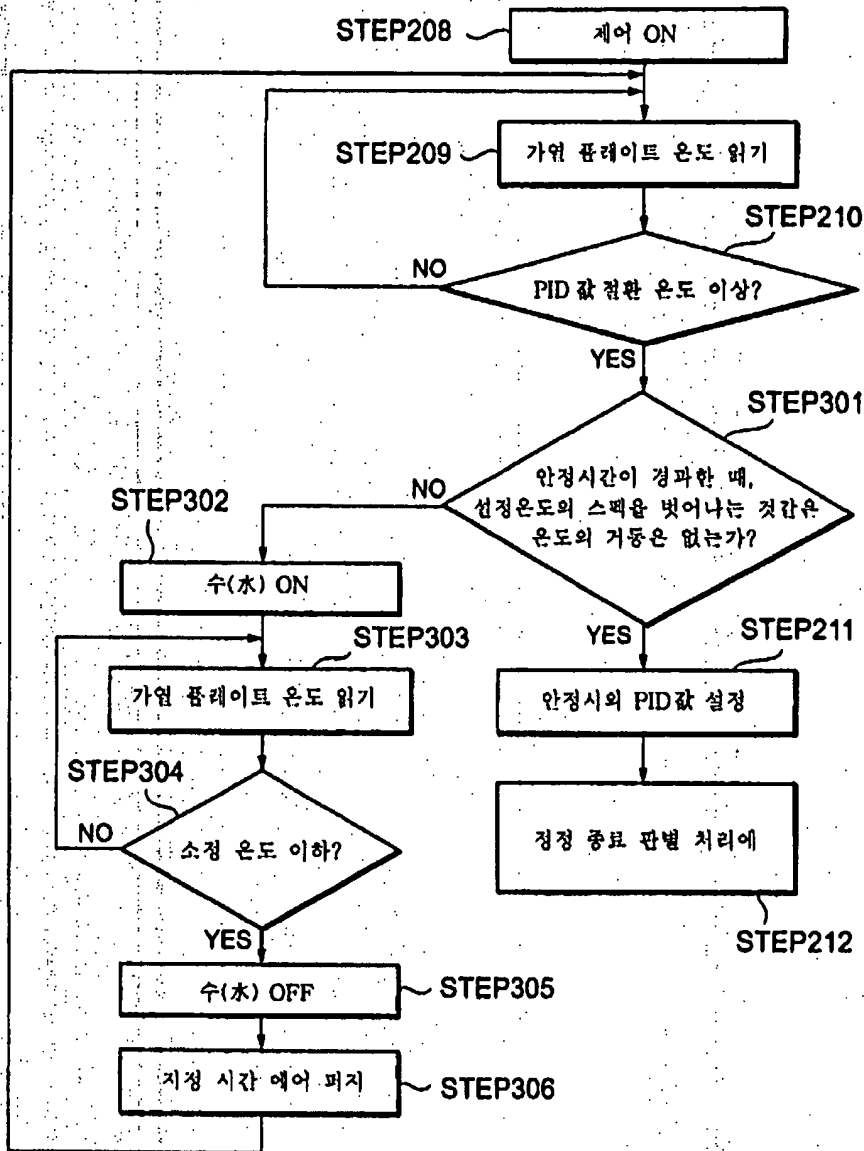 STEP208
제어 ON
STEP209
가열 플레이트 온도 읽기
STEP210
NO
PID 값 전환 온도 이상?
YES
STEP301
안정시간이 경과한 때,
설정온도의 스펙을 벗어나는 것같은
온도의 거동은 없는가?
NO
STEP302
수(水) ON
YES
STEP211
STEP303
가열 플레이트 온도 읽기
안정시의 PID값 설정
STEP304
NO
소정 온도 이하?
정정 종료 판별 처리에
STEP212
YES
수(水) OFF
STEP305
지정 시간 에어 퍼지
STEP306